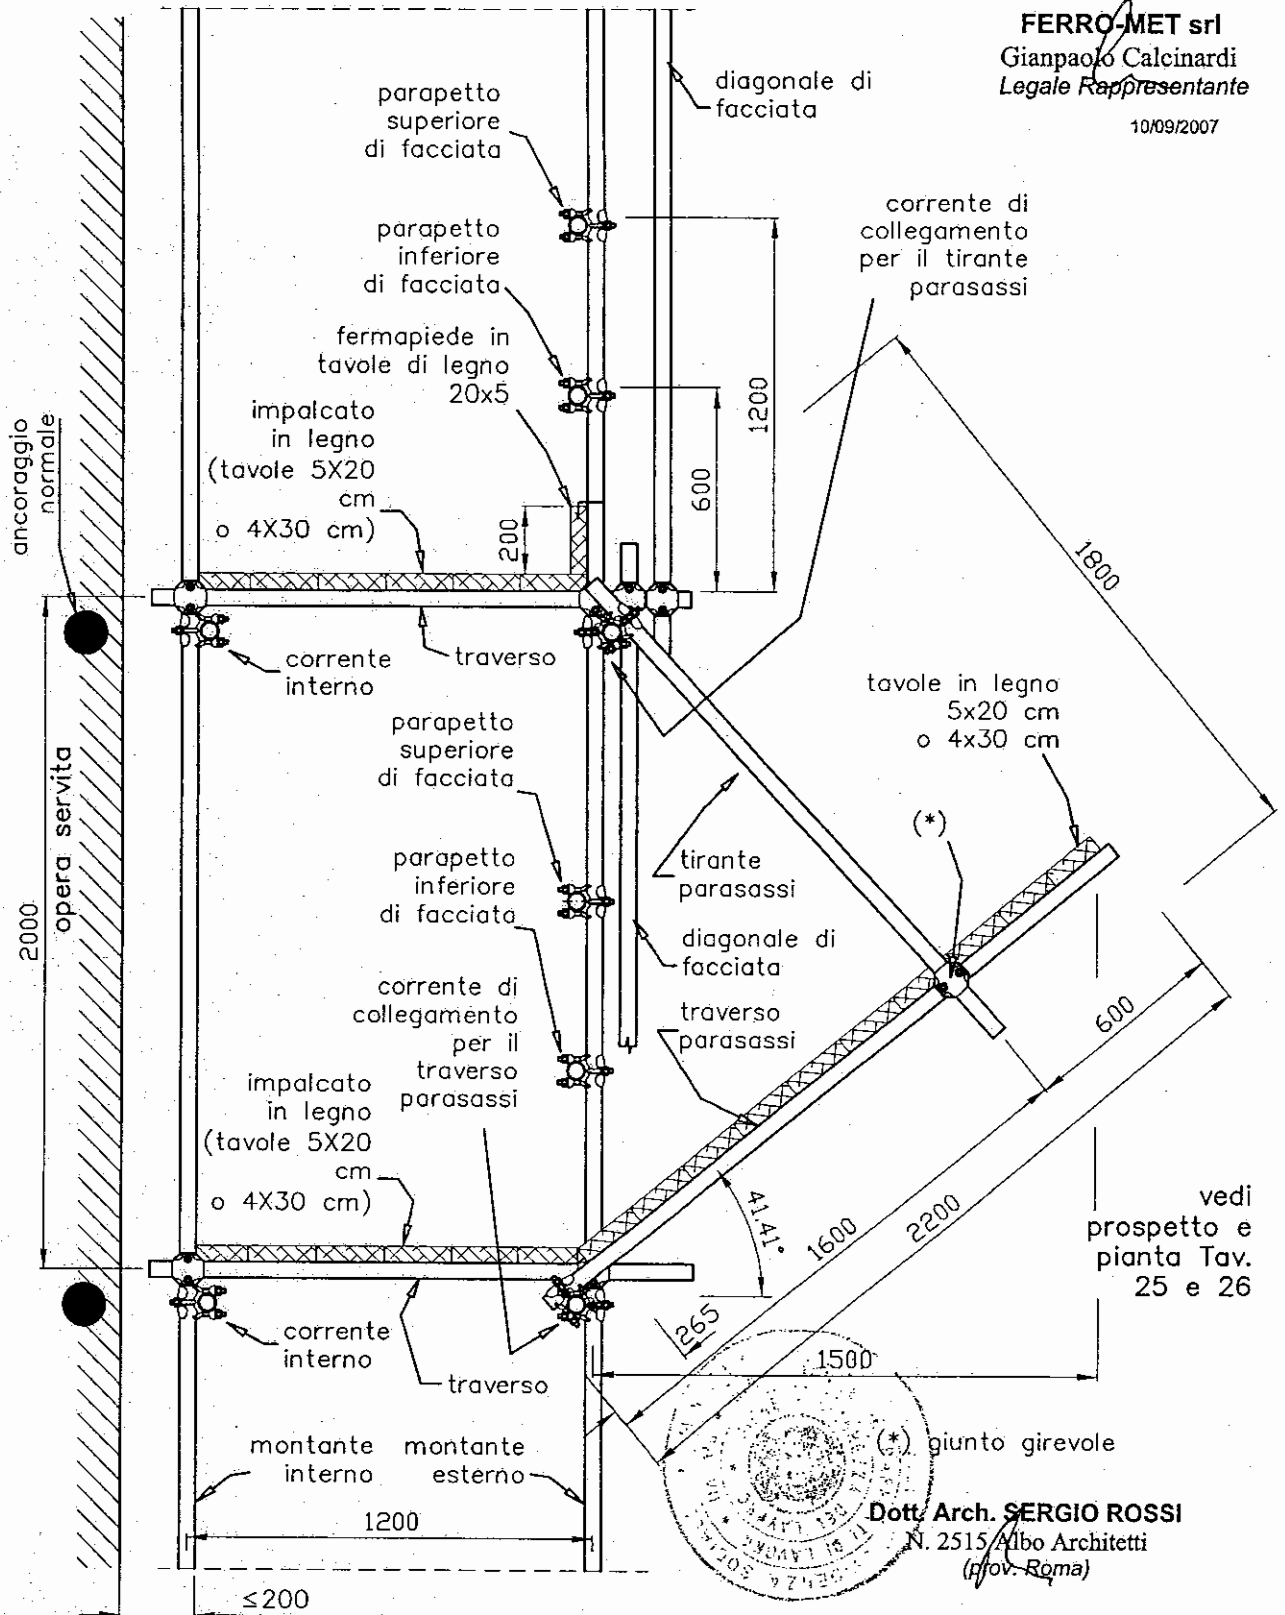 FERRO-MET srl
Gianpaolo Calcinardi
Legale Rappresentante
10/09/2007
diagonale di
facciata
parapetto
superiore
di facciata
corrente di
collegamento
per il tirante
parasassi
parapetto
inferiore
di facciata
fermapiede in
tavole di legno
20x5
impalcato
in legno
(tavole 5X20
cm
o 4X30 cm)
ancoraggio
normale
1200
600
200
1800
corrente
interno
traverso
tavole in legno
5x20 cm
o 4x30 cm
parapetto
superiore
di facciata
(*)
opera servita
2000
parapetto
inferiore
di facciata
tirante
parasassi
diagonale di
facciata
corrente di
collegamento
per il
traverso
parasassi
traverso
parasassi
600
impalcato
in legno
(tavole 5X20
cm
o 4X30 cm)
41.41°
1600
2200
vedi
prospetto e
pianta Tav.
25 e 26
265
1500
corrente
interno
traverso
montante
interno
montante
esterno
(*) giunto girevole
1200
Dott. Arch. SERGIO ROSSI
N. 2515 Albo Architetti
(prov. Roma)
≤200